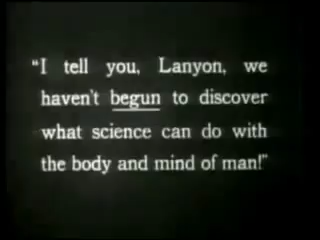 "I tell you, Lanyon, we
haven't begun to discover
what science can do with
the body and mind of man!"